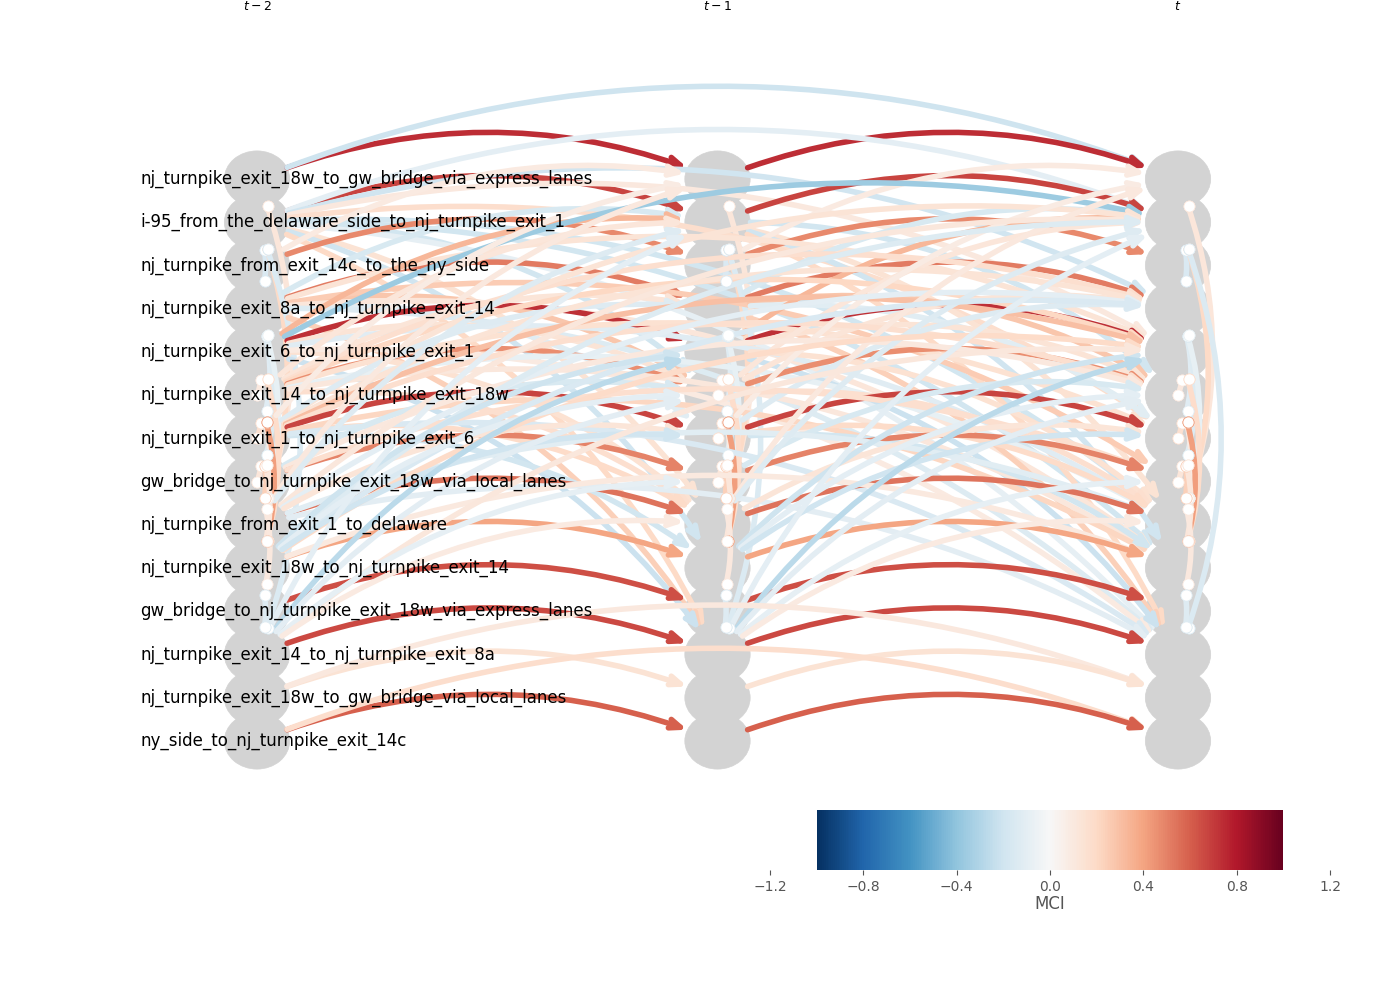 t − 2 t − 1 t
nj_turnpike_exit_18w_to_gw_bridge_via_express_lanes
i-95_from_the_delaware_side_to_nj_turnpike_exit_1
nj_turnpike_from_exit_14c_to_the_ny_side
nj_turnpike_exit_8a_to_nj_turnpike_exit_14
nj_turnpike_exit_6_to_nj_turnpike_exit_1
nj_turnpike_exit_14_to_nj_turnpike_exit_18w
nj_turnpike_exit_1_to_nj_turnpike_exit_6
gw_bridge_to_nj_turnpike_exit_18w_via_local_lanes
nj_turnpike_from_exit_1_to_delaware
nj_turnpike_exit_18w_to_nj_turnpike_exit_14
gw_bridge_to_nj_turnpike_exit_18w_via_express_lanes
nj_turnpike_exit_14_to_nj_turnpike_exit_8a
nj_turnpike_exit_18w_to_gw_bridge_via_local_lanes
ny_side_to_nj_turnpike_exit_14c
−1.2 −0.8 −0.4 0.0 0.4 0.8 1.2
MCI